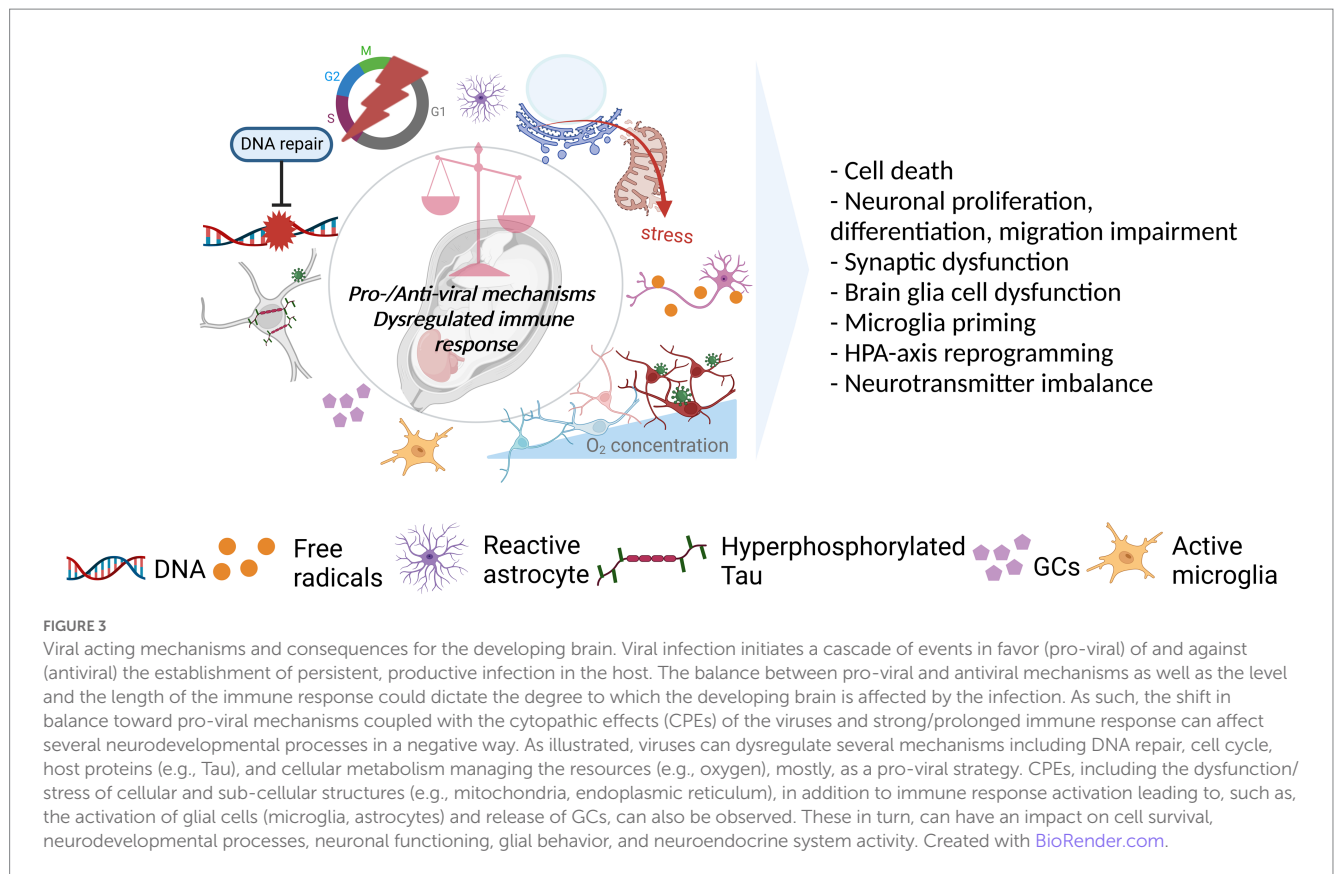 M
G2
G1
S
DNA repair
stress
Pro-/Anti-viral mechanisms
Dysregulated immune
response
O₂ concentration
- Cell death
- Neuronal proliferation,
differentiation, migration impairment
- Synaptic dysfunction
- Brain glia cell dysfunction
- Microglia priming
- HPA-axis reprogramming
- Neurotransmitter imbalance
DNA
Free
radicals
Reactive
astrocyte
Hyperphosphorylated
Tau
GCs
Active
microglia
FIGURE 3
Viral acting mechanisms and consequences for the developing brain. Viral infection initiates a cascade of events in favor (pro-viral) of and against
(antiviral) the establishment of persistent, productive infection in the host. The balance between pro-viral and antiviral mechanisms as well as the level
and the length of the immune response could dictate the degree to which the developing brain is affected by the infection. As such, the shift in
balance toward pro-viral mechanisms coupled with the cytopathic effects (CPEs) of the viruses and strong/prolonged immune response can affect
several neurodevelopmental processes in a negative way. As illustrated, viruses can dysregulate several mechanisms including DNA repair, cell cycle,
host proteins (e.g., Tau), and cellular metabolism managing the resources (e.g., oxygen), mostly, as a pro-viral strategy. CPEs, including the dysfunction/
stress of cellular and sub-cellular structures (e.g., mitochondria, endoplasmic reticulum), in addition to immune response activation leading to, such as,
the activation of glial cells (microglia, astrocytes) and release of GCs, can also be observed. These in turn, can have an impact on cell survival,
neurodevelopmental processes, neuronal functioning, glial behavior, and neuroendocrine system activity. Created with BioRender.com.